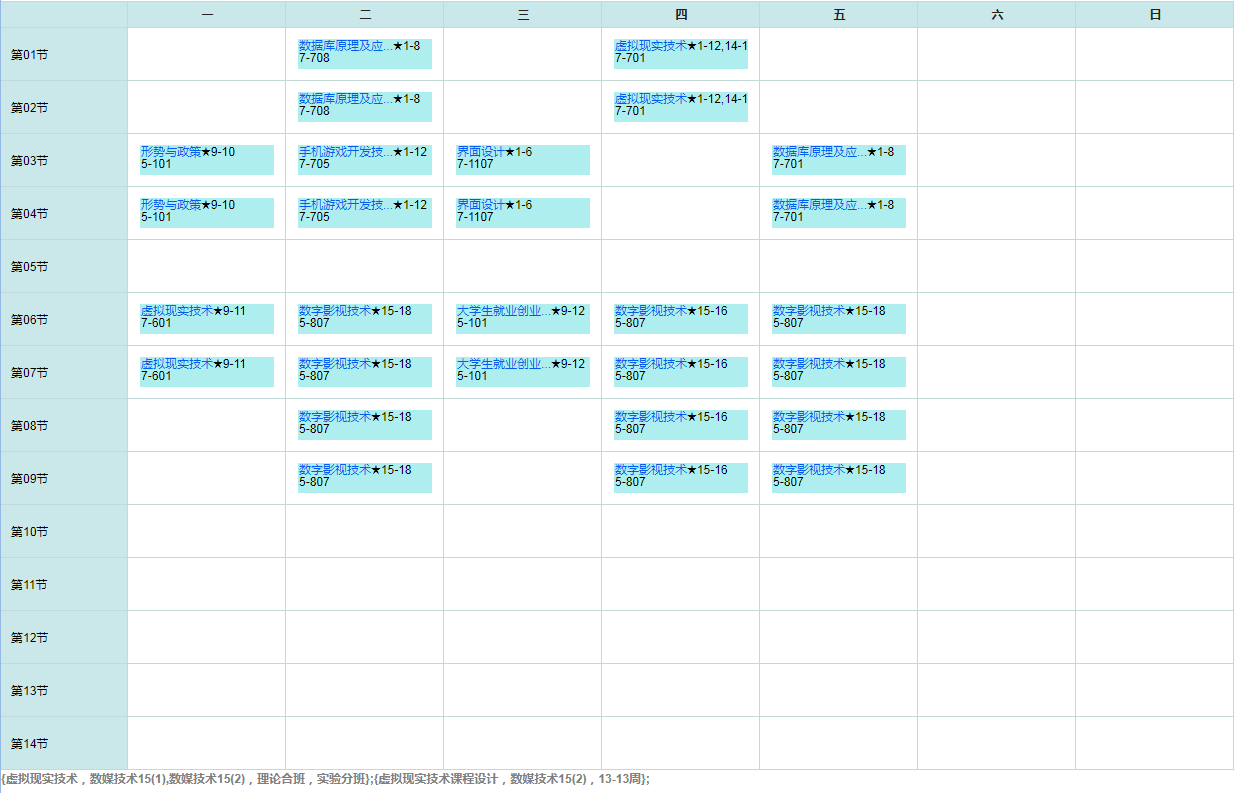 一 二 三 四 五 六 日
第01节
数据库原理及应...★1-8
7-708
虚拟现实技术★1-12,14-1
7-701
第02节
数据库原理及应...★1-8
7-708
虚拟现实技术★1-12,14-1
7-701
第03节
形势与政策★9-10
5-101
手机游戏开发技...★1-12
7-705
界面设计★1-6
7-1107
数据库原理及应...★1-8
7-701
第04节
形势与政策★9-10
5-101
手机游戏开发技...★1-12
7-705
界面设计★1-6
7-1107
数据库原理及应...★1-8
7-701
第05节
第06节
虚拟现实技术★9-11
7-601
数字影视技术★15-18
5-807
大学生就业创业...★9-12
5-101
数字影视技术★15-16
5-807
数字影视技术★15-18
5-807
第07节
虚拟现实技术★9-11
7-601
数字影视技术★15-18
5-807
大学生就业创业...★9-12
5-101
数字影视技术★15-16
5-807
数字影视技术★15-18
5-807
第08节
数字影视技术★15-18
5-807
数字影视技术★15-16
5-807
数字影视技术★15-18
5-807
第09节
数字影视技术★15-18
5-807
数字影视技术★15-16
5-807
数字影视技术★15-18
5-807
第10节
第11节
第12节
第13节
第14节
{虚拟现实技术，数媒技术15(1),数媒技术15(2)，理论合班，实验分班};{虚拟现实技术课程设计，数媒技术15(2)，13-13周};